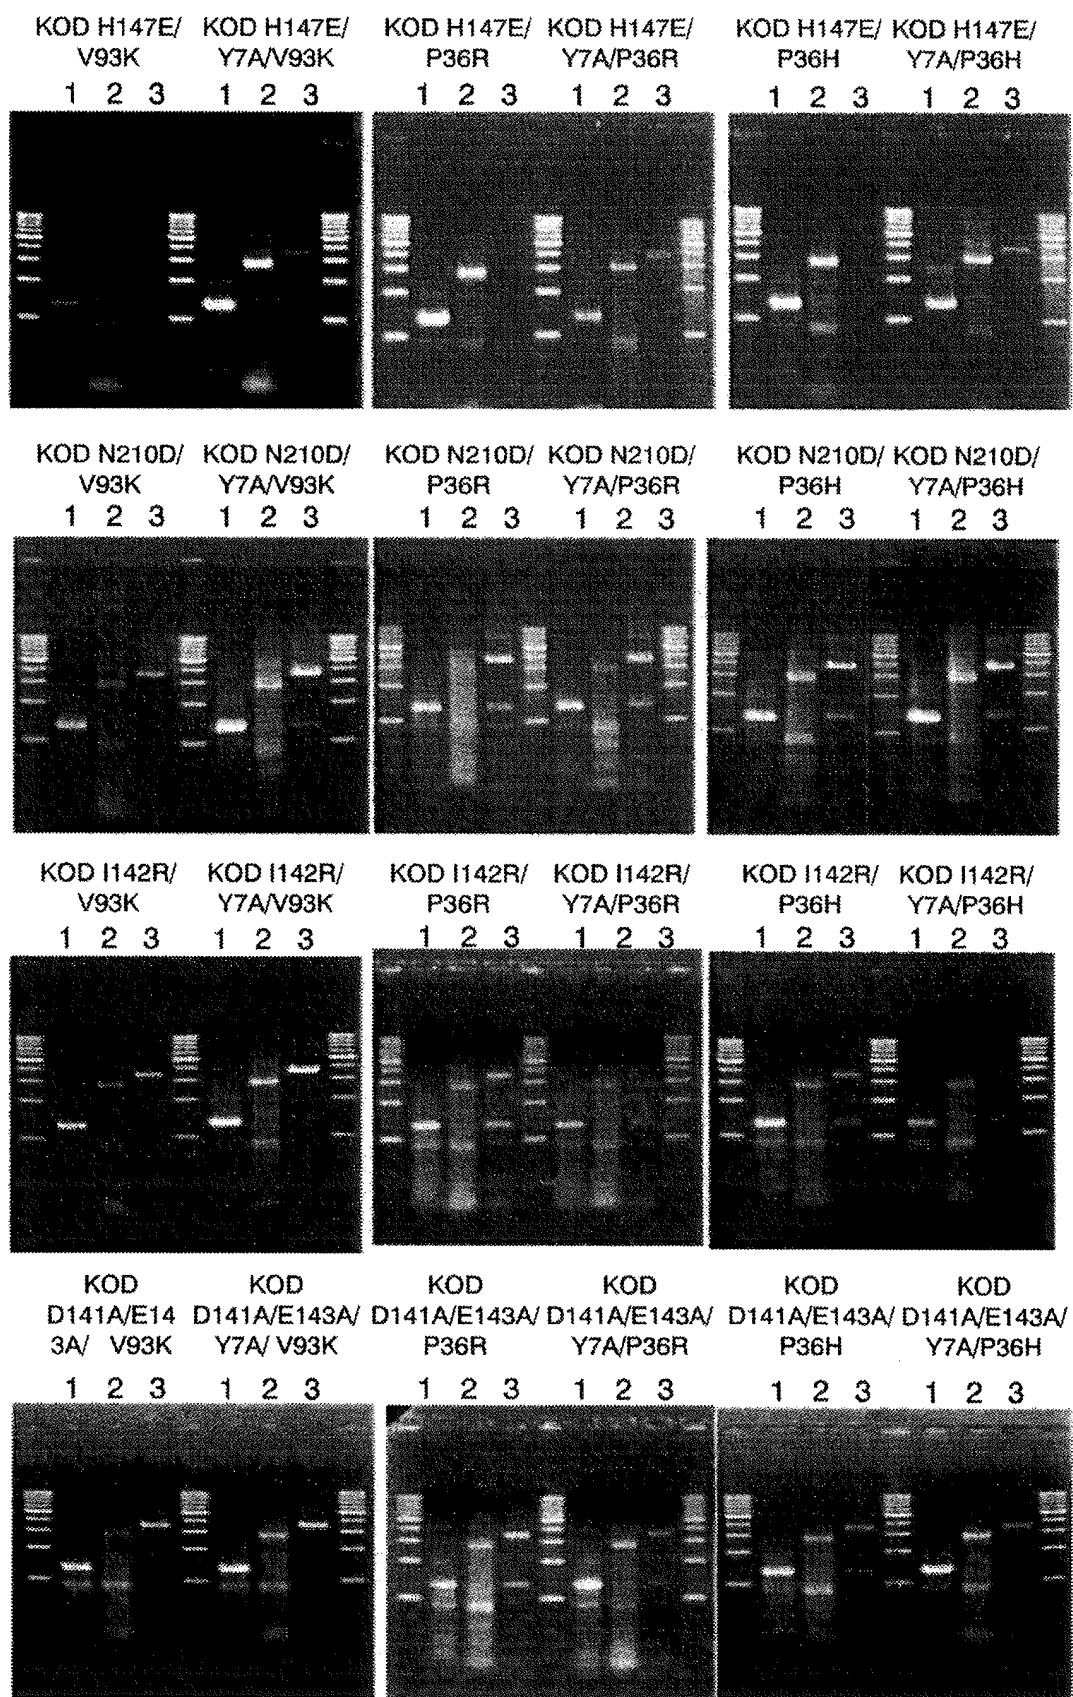 KOD H147E/ KOD H147E/ KOD H147E/ KOD H147E/ KOD H147E/ KOD H147E/
V93K Y7A/V93K P36R Y7A/P36R P36H Y7A/P36H
1 2 3 1 2 3 1 2 3 1 2 3 1 2 3 1 2 3
KOD N210D/ KOD N210D/ KOD N210D/ KOD N210D/ KOD N210D/ KOD N210D/
V93K Y7A/V93K P36R Y7A/P36R P36H Y7A/P36H
1 2 3 1 2 3 1 2 3 1 2 3 1 2 3 1 2 3
KOD I142R/ KOD I142R/ KOD I142R/ KOD I142R/ KOD I142R/ KOD I142R/
V93K Y7A/V93K P36R Y7A/P36R P36H Y7A/P36H
1 2 3 1 2 3 1 2 3 1 2 3 1 2 3 1 2 3
KOD KOD KOD KOD KOD KOD
D141A/E14 D141A/E143A/ D141A/E143A/ D141A/E143A/ D141A/E143A/ D141A/E143A/
3A/ V93K Y7A/ V93K P36R Y7A/P36R P36H Y7A/P36H
1 2 3 1 2 3 1 2 3 1 2 3 1 2 3 1 2 3